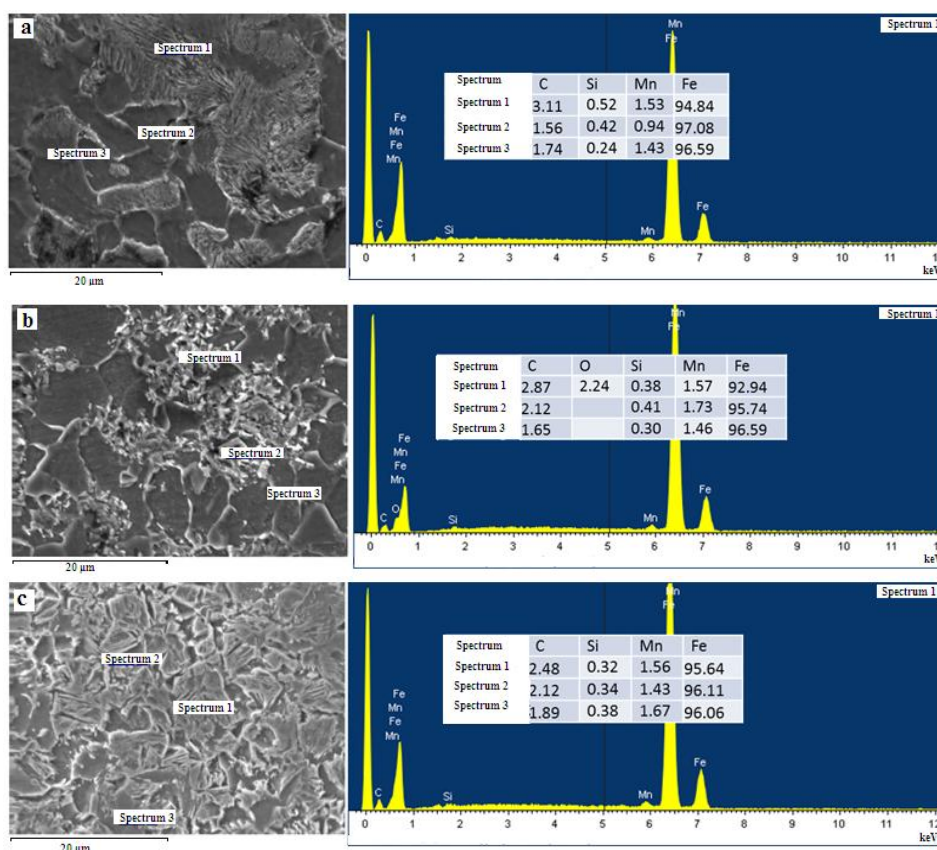 a
Spectrum 1
Spectrum 2
Spectrum 3
20 µm
Spectrum 1
Mn
Fe
Spectrum C Si Mn Fe
Spectrum 1 3.11 0.52 1.53 94.84
Spectrum 2 1.56 0.42 0.94 97.08
Spectrum 3 1.74 0.24 1.43 96.59
Fe
Mn
Fe
Mn
C
Si
Mn
Fe
0 1 2 3 4 5 6 7 8 9 10 11 12
keV
b
Spectrum 1
Spectrum 2
Spectrum 3
20 µm
Mn
Fe
Spectrum C O Si Mn Fe
Spectrum 1 2.87 2.24 0.38 1.57 92.94
Spectrum 2 2.12 0.41 1.73 95.74
Spectrum 3 1.65 0.30 1.46 96.59
Fe
Mn
Fe
Mn
O
C
Si
Mn
Fe
0 1 2 3 4 5 6 7 8 9 10 11 12
keV
c
Spectrum 2
Spectrum 1
Spectrum 3
20 µm
Spectrum 1
Mn
Fe
Spectrum C Si Mn Fe
Spectrum 1 2.48 0.32 1.56 95.64
Spectrum 2 2.12 0.34 1.43 96.11
Spectrum 3 1.89 0.38 1.67 96.06
Fe
Mn
Fe
Mn
C
Si
Mn
Fe
0 1 2 3 4 5 6 7 8 9 10 11 12
keV